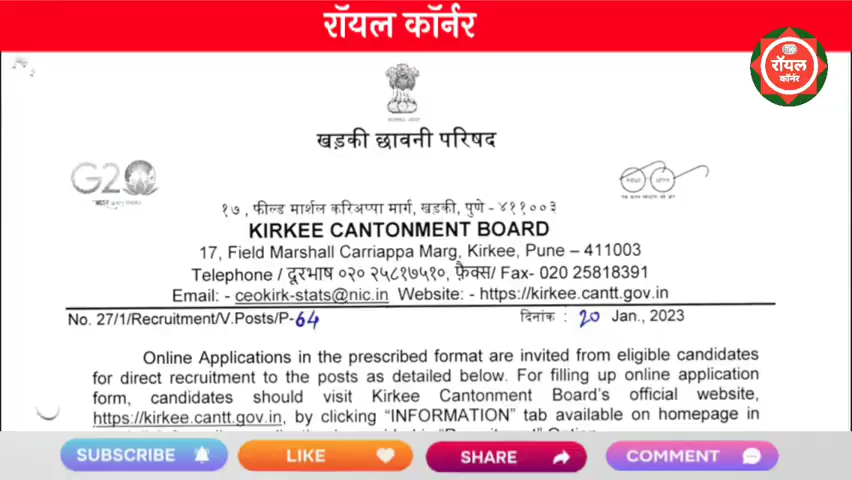 रॉयल कॉर्नर
रॉयल
कॉर्नर
खड़की छावनी परिषद
G20
१७, फील्ड मार्शल करिअप्पा मार्ग, खड़की, पुणे - ४११००३
KIRKEE CANTONMENT BOARD
17, Field Marshall Carriappa Marg, Kirkee, Pune – 411003
Telephone / दूरभाष ०२० २५८१७५१०, फ़ैक्स/ Fax- 020 25818391
Email: - ceokirk-stats@nic.in Website: - https://kirkee.cantt.gov.in
No. 27/1/Recruitment/V.Posts/P-64 दिनांक : 20 Jan., 2023
Online Applications in the prescribed format are invited from eligible candidates
for direct recruitment to the posts as detailed below. For filling up online application
form, candidates should visit Kirkee Cantonment Board's official website,
https://kirkee.cantt.gov.in, by clicking "INFORMATION" tab available on homepage in
SUBSCRIBE LIKE SHARE COMMENT